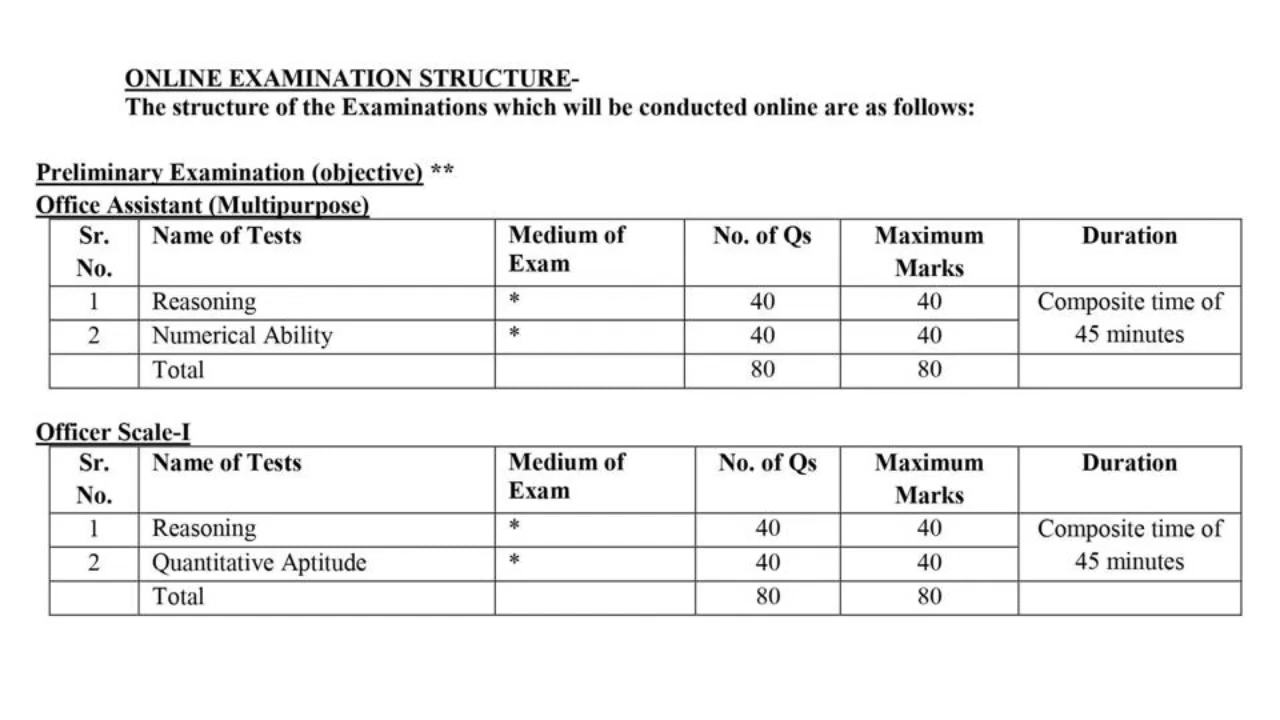 ONLINE EXAMINATION STRUCTURE-
The structure of the Examinations which will be conducted online are as follows:
Preliminary Examination (objective) **
Office Assistant (Multipurpose)
Sr. No. Name of Tests Medium of Exam No. of Qs Maximum Marks Duration
1 Reasoning * 40 40 Composite time of 45 minutes
2 Numerical Ability * 40 40
Total 80 80
Officer Scale-I
Sr. No. Name of Tests Medium of Exam No. of Qs Maximum Marks Duration
1 Reasoning * 40 40 Composite time of 45 minutes
2 Quantitative Aptitude * 40 40
Total 80 80